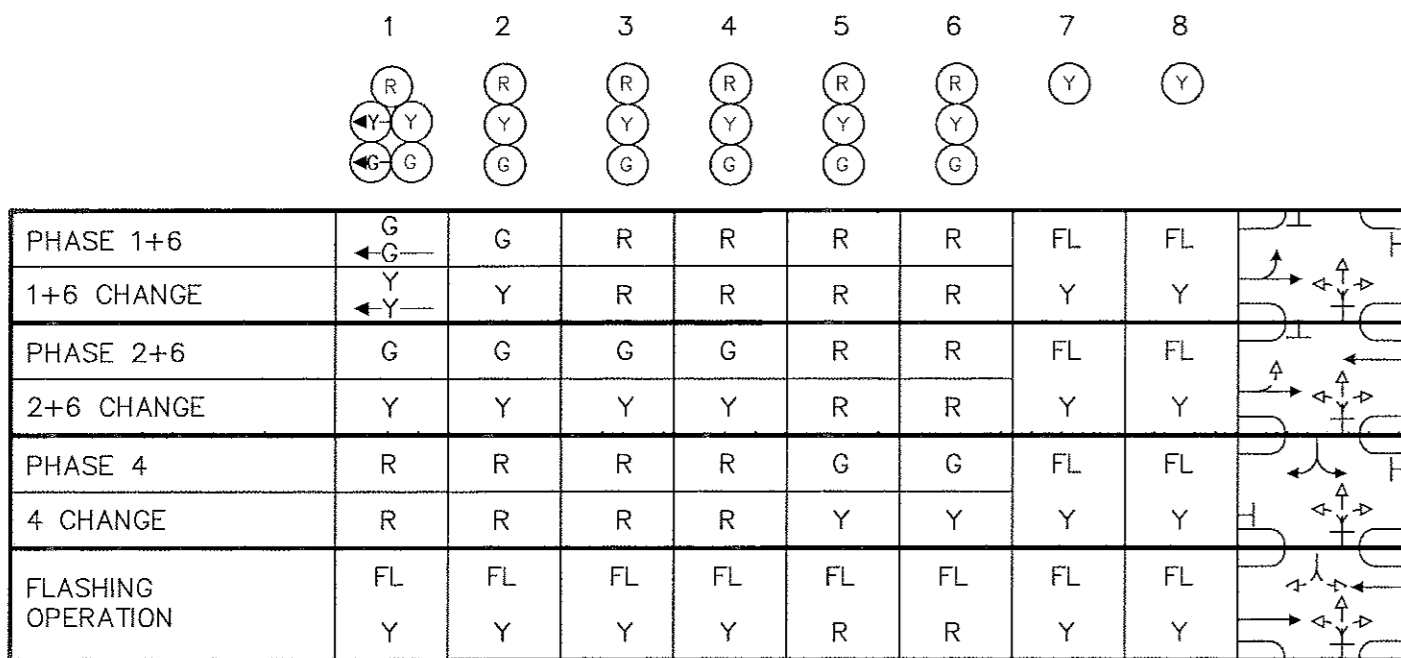 1 2 3 4 5 6 7 8
R R R R R R Y Y
Y Y Y Y Y Y Y
G G G G G G G
PHASE 1+6 G G R R R R FL FL
G
1+6 CHANGE Y Y R R R R Y Y Y
Y
PHASE 2+6 G G G G R R FL FL
2+6 CHANGE Y Y Y Y R R Y Y Y
PHASE 4 R R R R G G FL FL
4 CHANGE R R R R Y Y Y Y Y
FLASHING OPERATION FL FL FL FL FL FL FL FL
Y Y Y Y R R Y Y Y